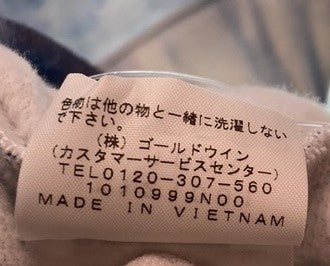 色柄は他の物と一緒に洗濯しない
で下さい。
(株) ゴールドウイン
(カスタマーサービスセンター)
TEL0120-307-560
1010999N00
MADE IN VIETNAM